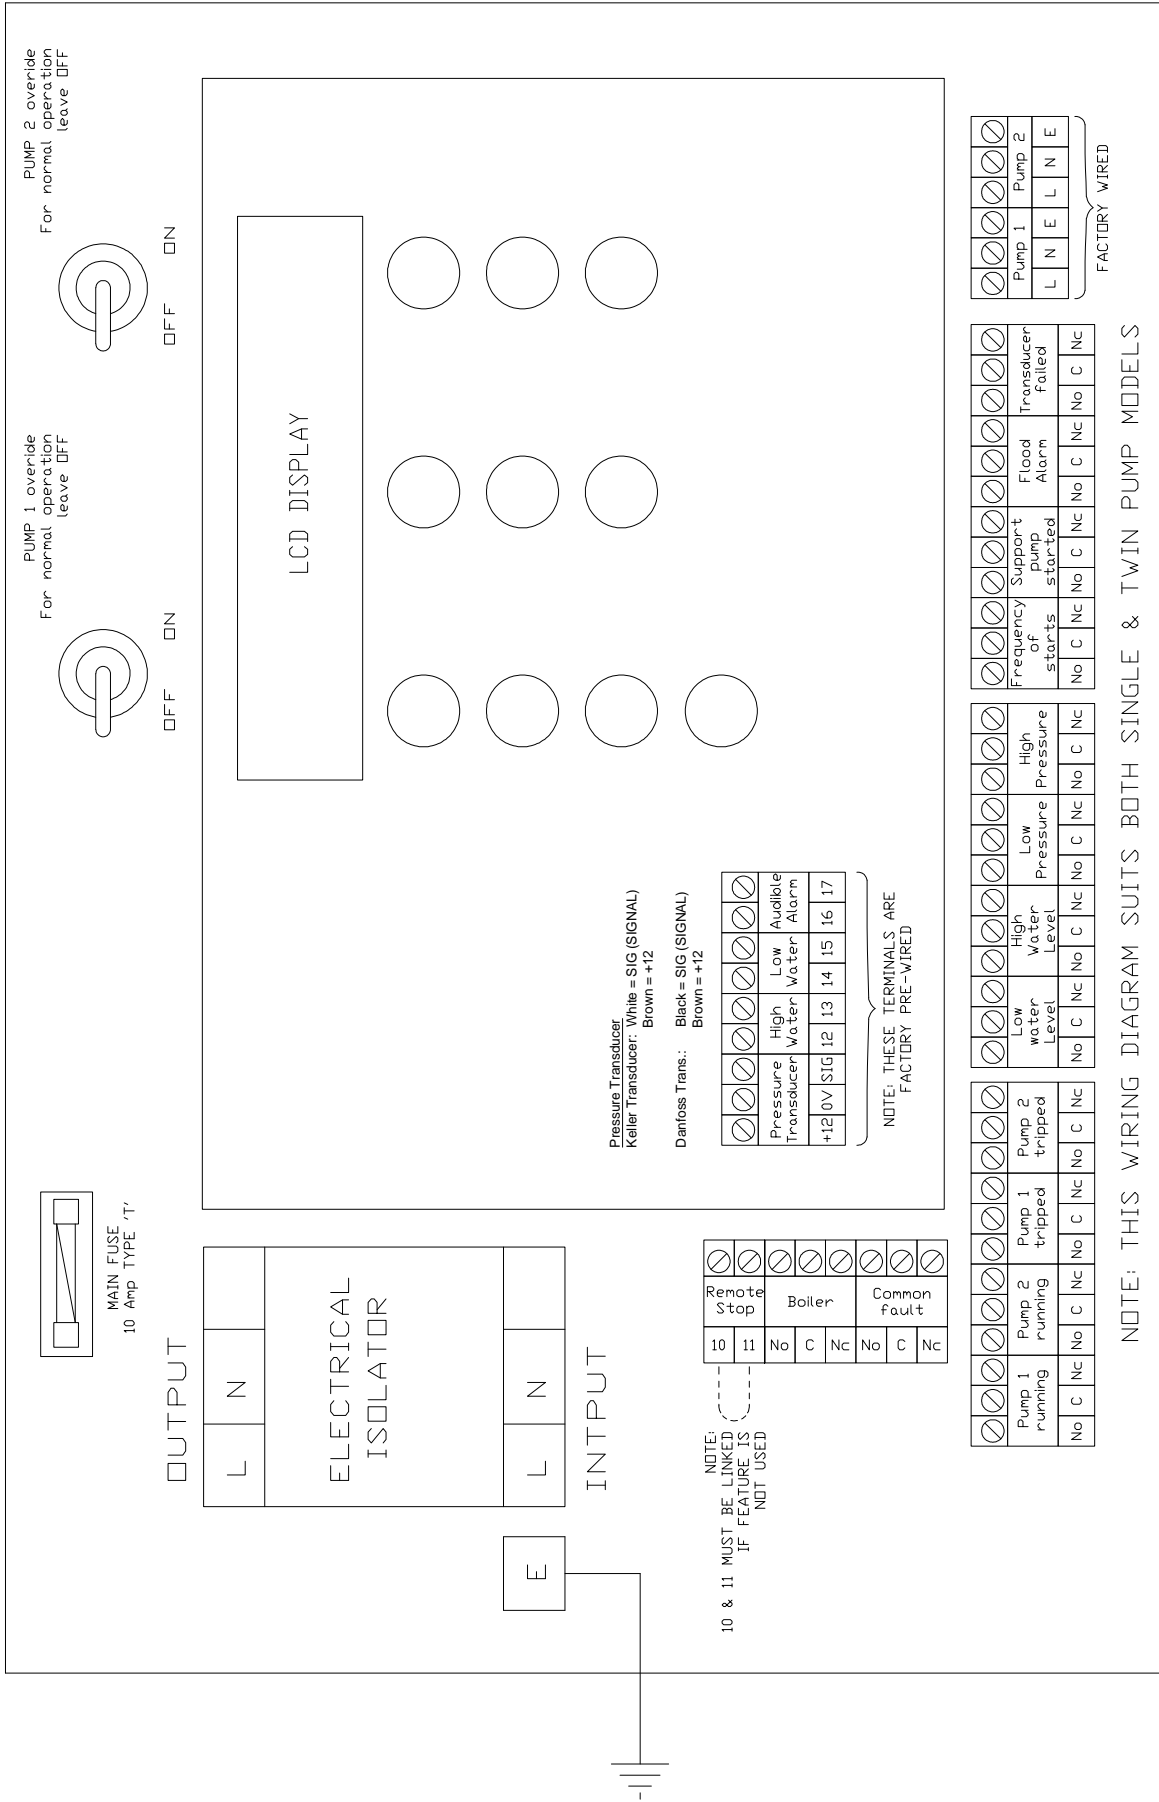 PUMP 1 overide
For normal operation
leave OFF
OFF ON
PUMP 2 overide
For normal operation
leave OFF
OFF ON
MAIN FUSE
10 Amp TYPE 'T'
OUTPUT
L N
ELECTRICAL
ISOLATOR
L N
INTPUT
E
LCD DISPLAY
Pressure Transducer
Keller Transducer: White = SIG (SIGNAL)
Brown = +12
Danfoss Trans.: Black = SIG (SIGNAL)
Brown = +12
Pressure Transducer
High Water
Low Water
Audible Alarm
+12 0V SIG 12 13 14 15 16 17
NOTE: THESE TERMINALS ARE
FACTORY PRE-WIRED
Remote Stop
Boiler
Common fault
10 11 No C Nc No C Nc
NOTE:
10 & 11 MUST BE LINKED
IF FEATURE IS
NOT USED
Pump 1 running
Pump 2 running
Pump 1 tripped
Pump 2 tripped
No C Nc No C Nc No C Nc No C Nc
Low water Level
High Water Level
Low Pressure
High Pressure
No C Nc No C Nc No C Nc No C Nc
Frequency of starts
Support pump started
Flood Alarm
Transducer failed
No C Nc No C Nc No C Nc No C Nc
Pump 1 Pump 2
L N E L N E
FACTORY WIRED
NOTE: THIS WIRING DIAGRAM SUITS BOTH SINGLE & TWIN PUMP MODELS